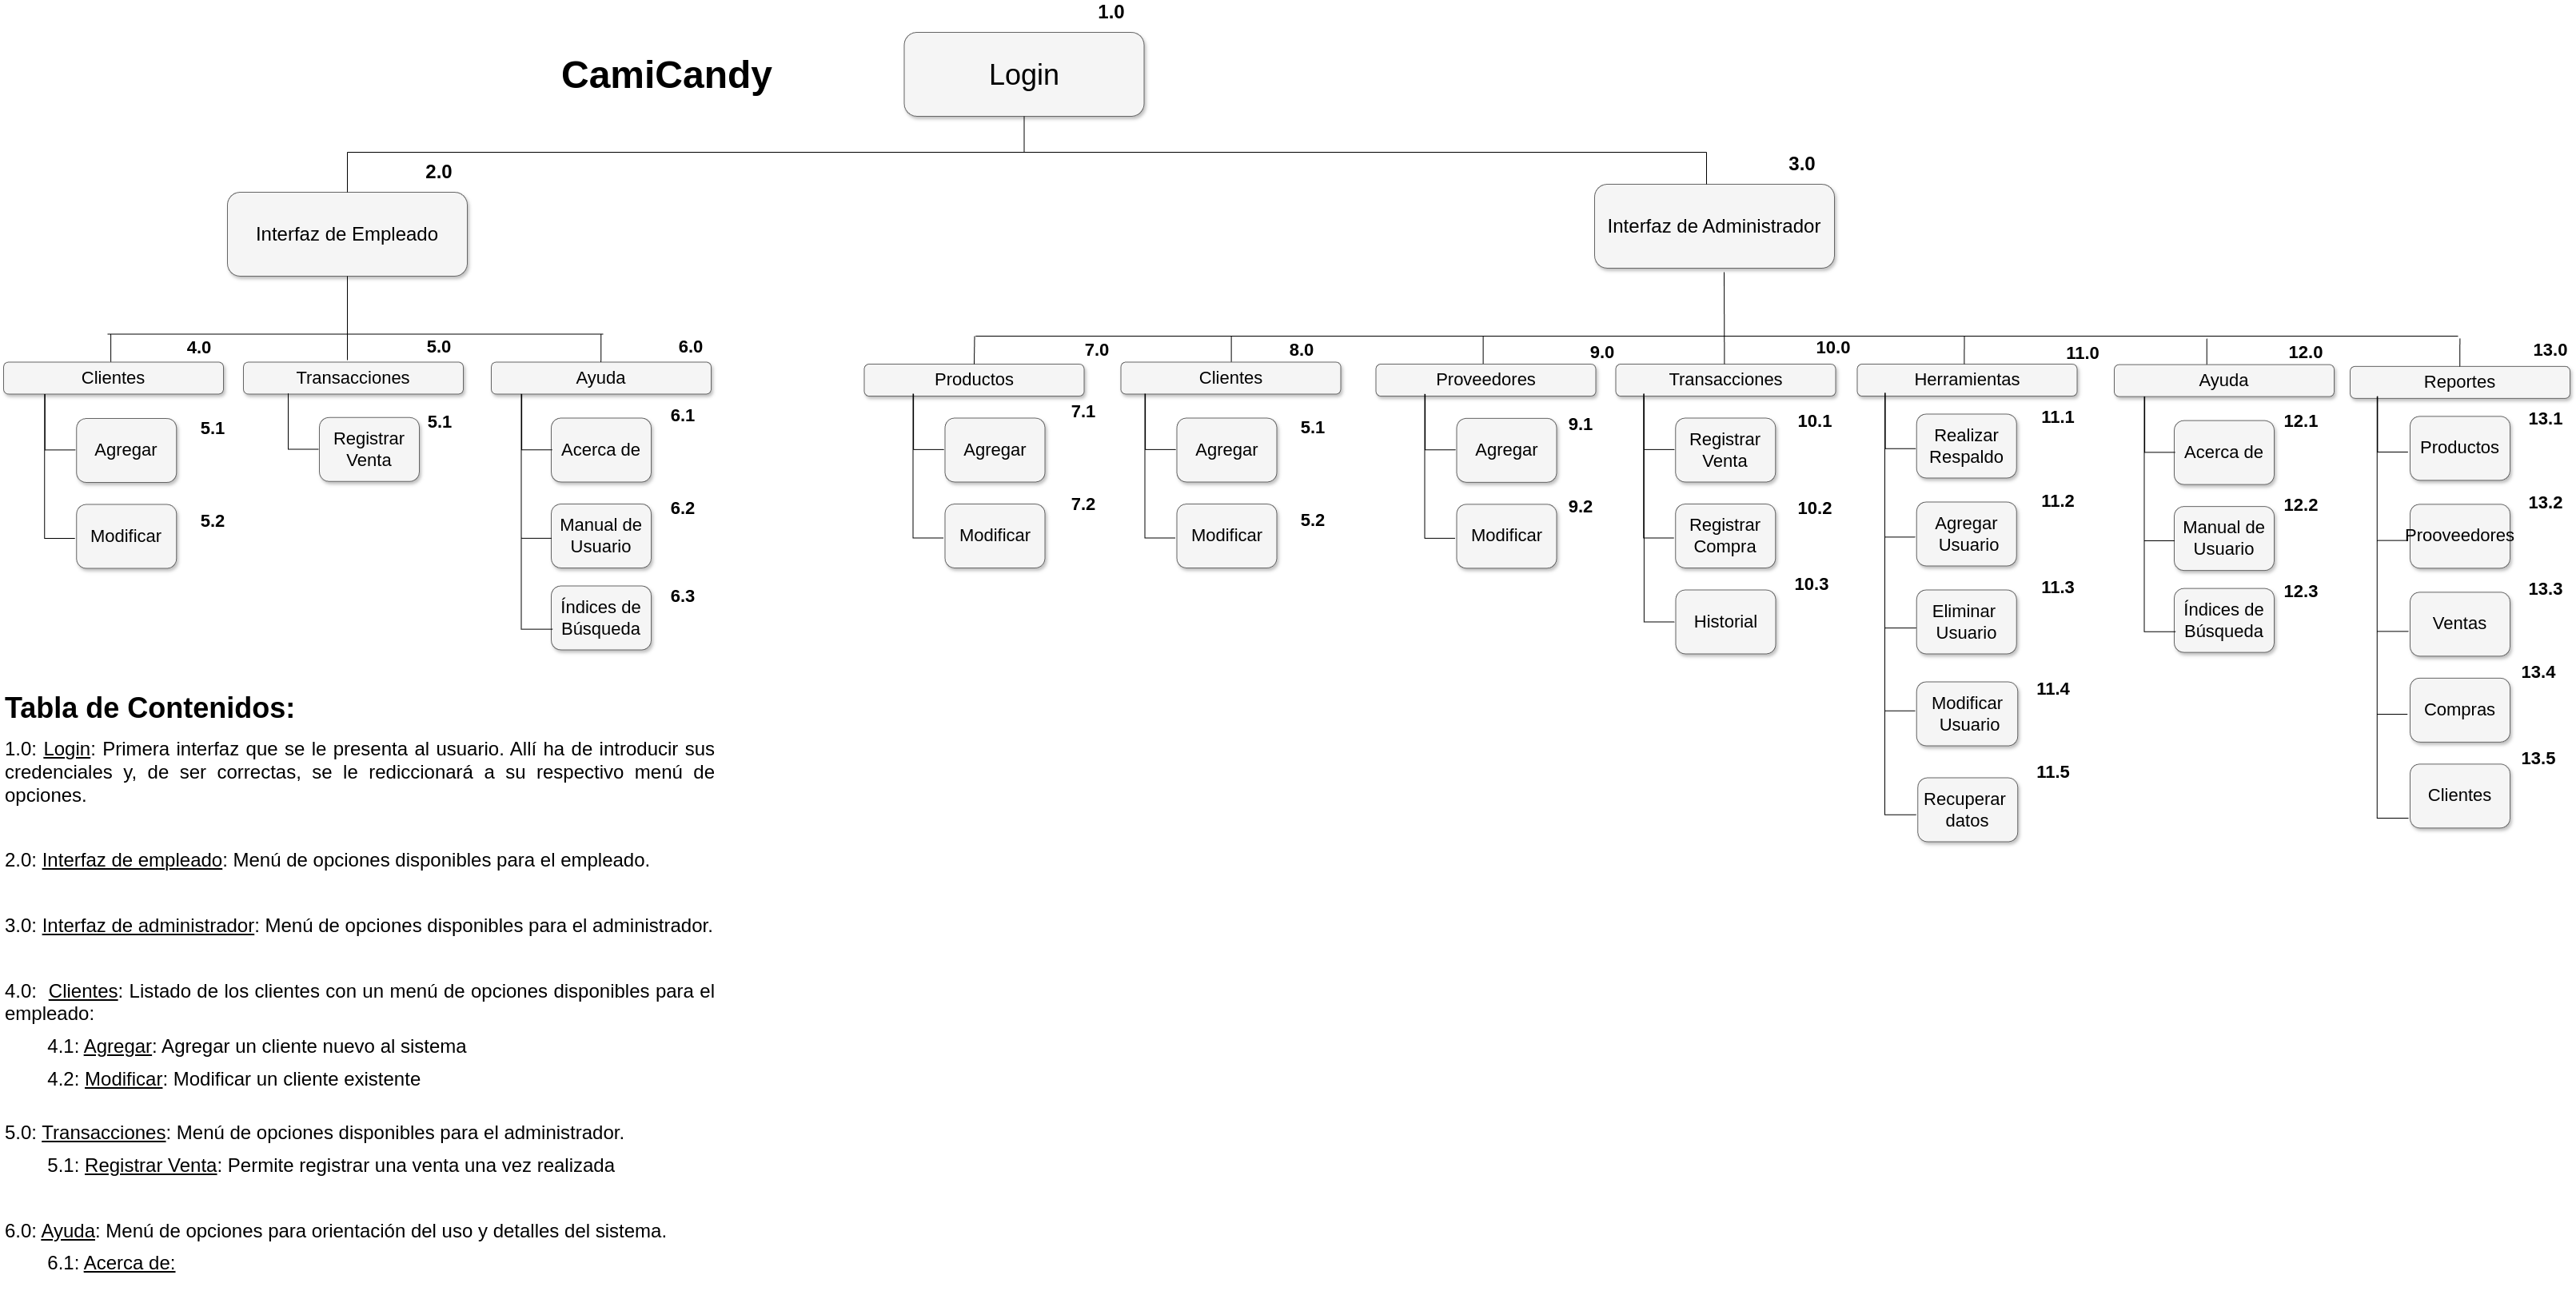 1.0
CamiCandy
Login
2.0
3.0
Interfaz de Empleado
Interfaz de Administrador
4.0
5.0
6.0
7.0
8.0
9.0
10.0
11.0
12.0
13.0
Clientes
Transacciones
Ayuda
Productos
Clientes
Proveedores
Transacciones
Herramientas
Ayuda
Reportes
5.1
Agregar
5.2
Modificar
5.1
Registrar
Venta
6.1
Acerca de
6.2
Manual de
Usuario
6.3
Índices de
Búsqueda
7.1
Agregar
7.2
Modificar
5.1
Agregar
5.2
Modificar
9.1
Agregar
9.2
Modificar
10.1
Registrar
Venta
10.2
Registrar
Compra
10.3
Historial
11.1
Realizar
Respaldo
11.2
Agregar
Usuario
11.3
Eliminar
Usuario
11.4
Modificar
Usuario
11.5
Recuperar
datos
12.1
Acerca de
12.2
Manual de
Usuario
12.3
Índices de
Búsqueda
13.1
Productos
13.2
Prooveedores
13.3
Ventas
13.4
Compras
13.5
Clientes
Tabla de Contenidos:
1.0: Login: Primera interfaz que se le presenta al usuario. Allí ha de introducir sus
credenciales y, de ser correctas, se le rediccionará a su respectivo menú de
opciones.
2.0: Interfaz de empleado: Menú de opciones disponibles para el empleado.
3.0: Interfaz de administrador: Menú de opciones disponibles para el administrador.
4.0: Clientes: Listado de los clientes con un menú de opciones disponibles para el
empleado:
4.1: Agregar: Agregar un cliente nuevo al sistema
4.2: Modificar: Modificar un cliente existente
5.0: Transacciones: Menú de opciones disponibles para el administrador.
5.1: Registrar Venta: Permite registrar una venta una vez realizada
6.0: Ayuda: Menú de opciones para orientación del uso y detalles del sistema.
6.1: Acerca de: